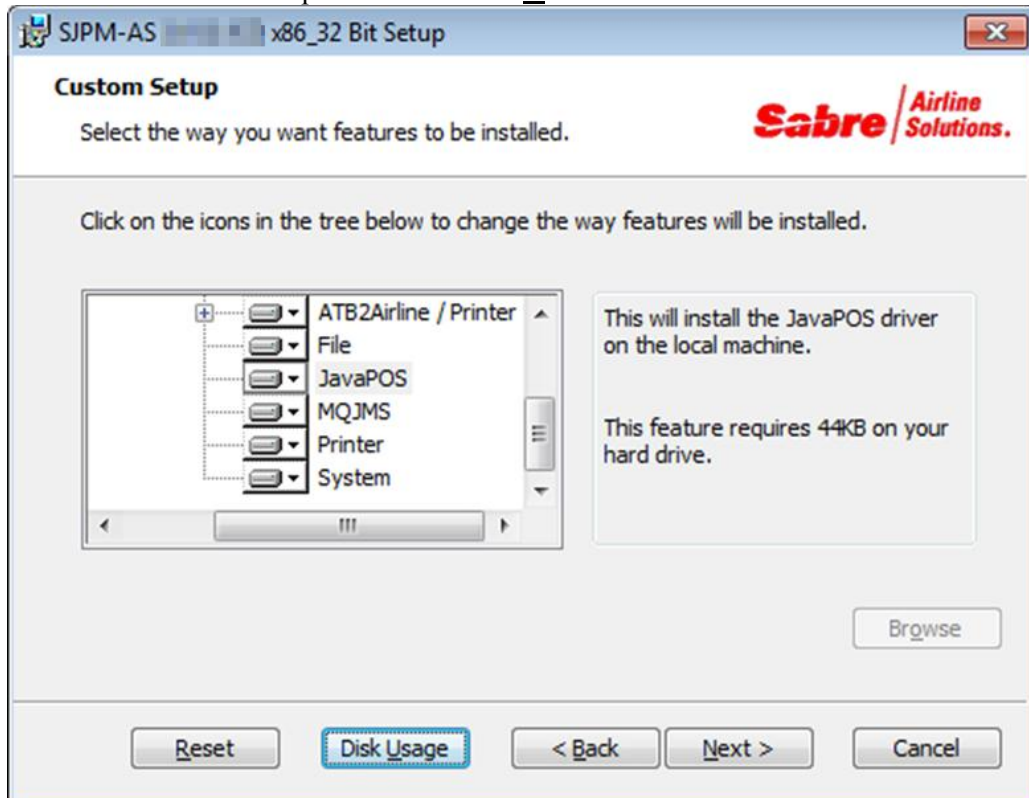 SJPM-AS x86_32 Bit Setup
Custom Setup
Select the way you want features to be installed.
Sabre Airline Solutions.
Click on the icons in the tree below to change the way features will be installed.
ATB2Airline / Printer
File
JavaPOS
MQJMS
Printer
System
This will install the JavaPOS driver
on the local machine.
This feature requires 44KB on your
hard drive.
Browse
Reset
Disk Usage
< Back
Next >
Cancel